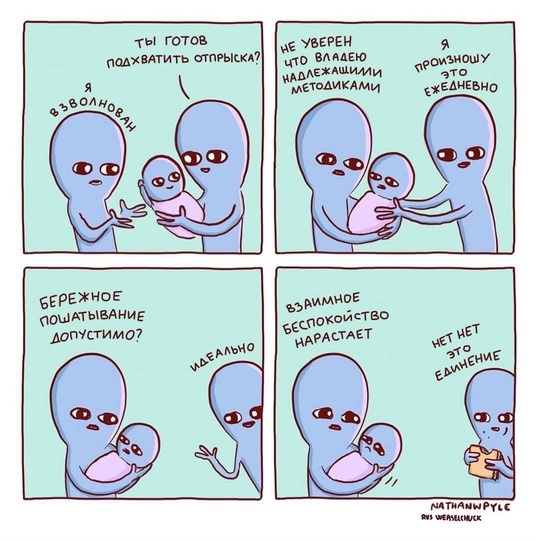 ТЫ ГОТОВ
ПОДХВАТИТЬ ОТПРЫСКА?
Я
ВЗВОЛНОВАН
НЕ УВЕРЕН
ЧТО ВЛАДЕЮ
НАДЛЕЖАЩИМИ
МЕТОДИКАМИ
Я
ПРОИЗНОШУ
ЭТО
ЕЖЕДНЕВНО
БЕРЕЖНОЕ
ПОШАТЫВАНИЕ
ДОПУСТИМО?
ИДЕАЛЬНО
ВЗАИМНОЕ
БЕСПОКОЙСТВО
НАРАСТАЕТ
НЕТ НЕТ
ЭТО
ЕДИНЕНИЕ
NATHANWPYLE
RUS WEASELCHUCK